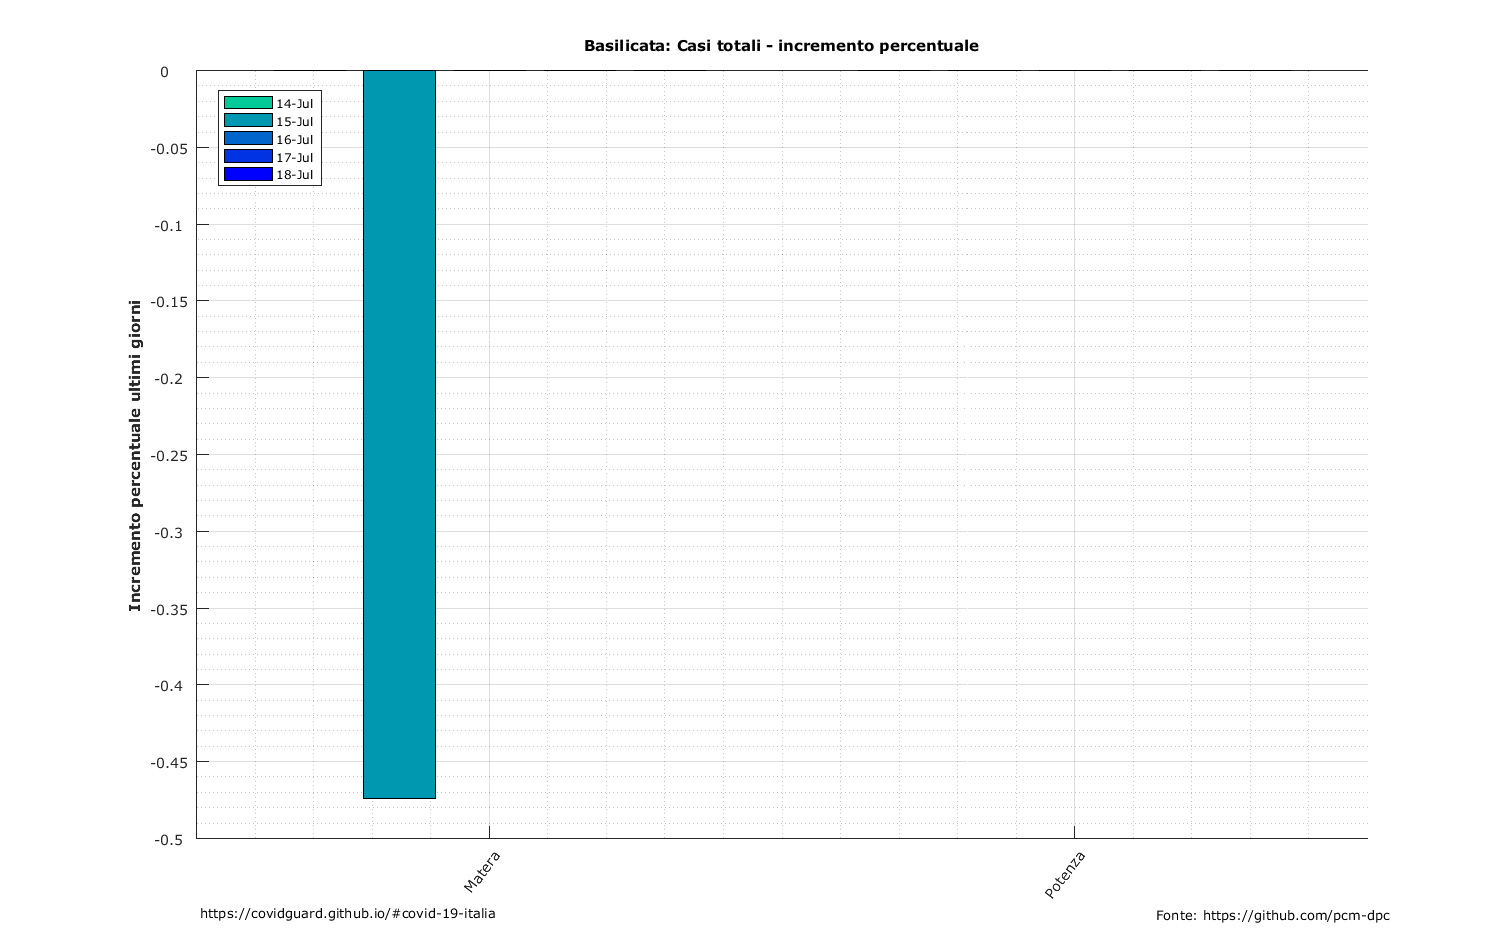 Basilicata: Casi totali - incremento percentuale
0
-0.05
-0.1
-0.15
-0.2
-0.25
-0.3
-0.35
-0.4
-0.45
-0.5
14-Jul
15-Jul
16-Jul
17-Jul
18-Jul
Incremento percentuale ultimi giorni
Matera
Potenza
https://covidguard.github.io/#covid-19-italia
Fonte: https://github.com/pcm-dpc